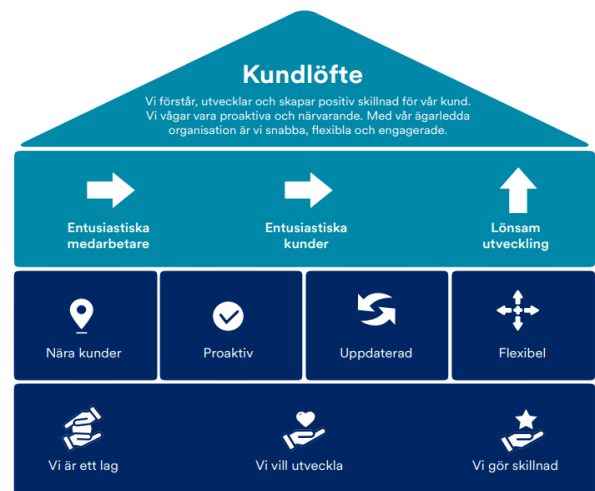 Kundlöfte
Vi förstår, utvecklar och skapar positiv skillnad för vår kund.
Vi vågar vara proaktiva och närvarande. Med vår ägarledda
organisation är vi snabba, flexibla och engagerade.
Entusiastiska
medarbetare
Entusiastiska
kunder
Lönsam
utveckling
Nära kunder
Proaktiv
Uppdaterad
Flexibel
Vi är ett lag
Vi vill utveckla
Vi gör skillnad